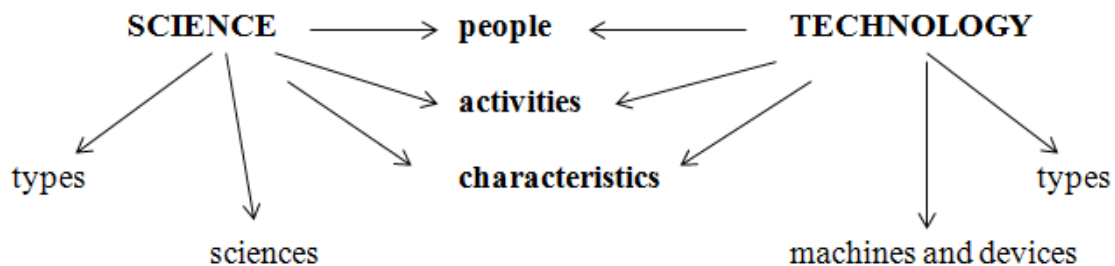 SCIENCE people TECHNOLOGY
activities
types characteristics types
sciences machines and devices